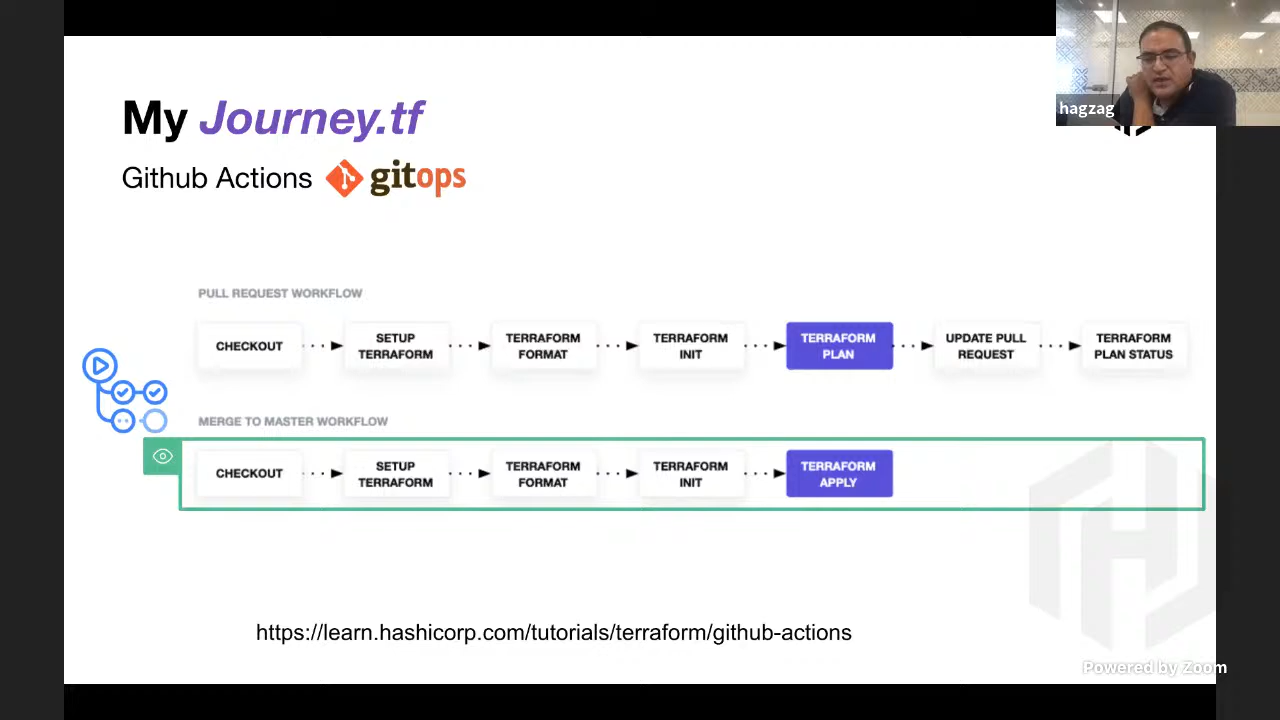 My Journey.tf
Github Actions gitops
hagzag
PULL REQUEST WORKFLOW
CHECKOUT
SETUP
TERRAFORM
TERRAFORM
FORMAT
TERRAFORM
INIT
TERRAFORM
PLAN
UPDATE PULL
REQUEST
TERRAFORM
PLAN STATUS
MERGE TO MASTER WORKFLOW
CHECKOUT
SETUP
TERRAFORM
TERRAFORM
FORMAT
TERRAFORM
INIT
TERRAFORM
APPLY
https://learn.hashicorp.com/tutorials/terraform/github-actions
Powered by Zoom